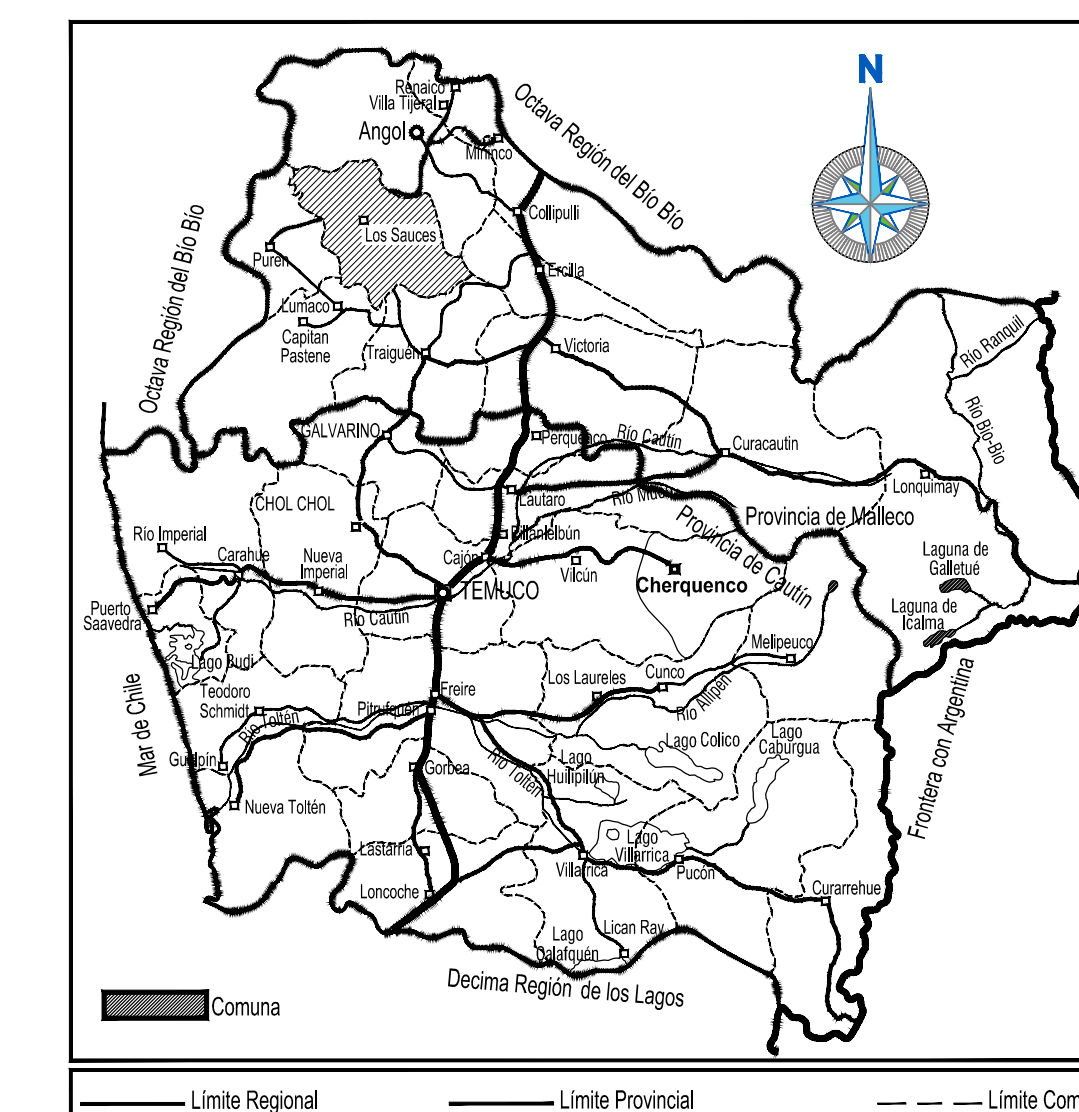 N
Renaico
Villa Tijeral
Angol
Mininco
Octava Región del Bío Bío
Collipulli
Los Sauces
Octava Región del Bío Bío
Purén
Ercilla
Lumaco
Capitan
Pastene
Traiguén
Victoria
Río Ranquil
Río Bío-Bío
GALVARINO
Perquenco
Río Cautín
Curacautin
Lonquimay
CHOL CHOL
Lautaro
Río Muco
Provincia de Malleco
Provincia de Cautín
Río Imperial
Pillanlelbún
Carahue
Nueva
Imperial
Cajón
Vilcún
Cherquenco
Laguna de
Galletué
TEMUCO
Puerto
Saavedra
Río Cautín
Laguna de
Icalma
Lago Budi
Melipeuco
Mar de Chile
Teodoro
Schmidt
Freire
Los Laureles
Cunco
Río Allipén
Pitrufquén
Río Toltén
Lago Colico
Lago
Caburgua
Frontera con Argentina
Gualpín
Gorbea
Río Toltén
Lago
Huilipilún
Nueva Toltén
Lago
Villarrica
Lastarria
Villarrica
Pucón
Loncoche
Curarrehue
Lago
Calafquén
Lican Ray
Decima Región de los Lagos
Comuna
Límite Regional
Límite Provincial
Límite Com